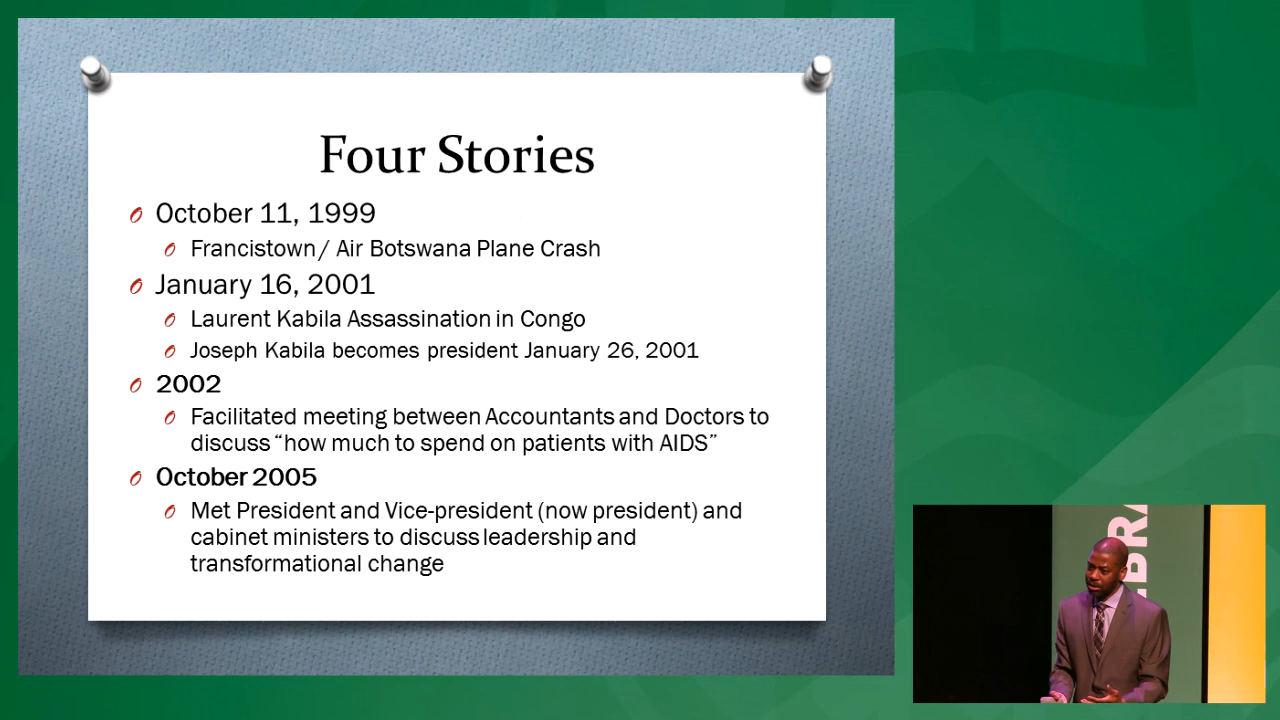 Four Stories
October 11, 1999
Francistown/ Air Botswana Plane Crash
January 16, 2001
Laurent Kabila Assassination in Congo
Joseph Kabila becomes president January 26, 2001
2002
Facilitated meeting between Accountants and Doctors to
discuss “how much to spend on patients with AIDS”
October 2005
Met President and Vice-president (now president) and
cabinet ministers to discuss leadership and
transformational change
EBRA